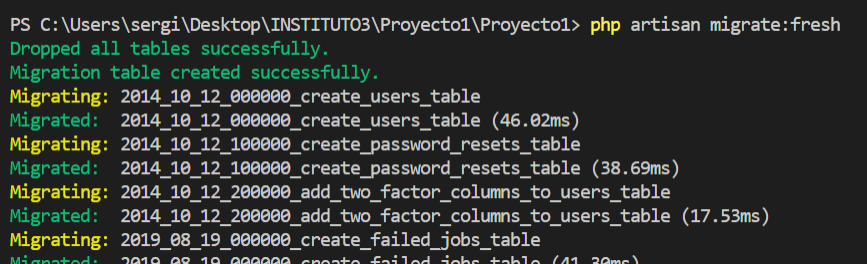 PS C:\Users\sergi\Desktop\INSTITUTO3\Proyecto1\Proyecto1> php artisan migrate:fresh
Dropped all tables successfully.
Migration table created successfully.
Migrating: 2014_10_12_000000_create_users_table
Migrated:  2014_10_12_000000_create_users_table (46.02ms)
Migrating: 2014_10_12_100000_create_password_resets_table
Migrated:  2014_10_12_100000_create_password_resets_table (38.69ms)
Migrating: 2014_10_12_200000_add_two_factor_columns_to_users_table
Migrated:  2014_10_12_200000_add_two_factor_columns_to_users_table (17.53ms)
Migrating: 2019_08_19_000000_create_failed_jobs_table
Migrated:  2019_08_19_000000_create_failed_jobs_table (41.30ms)